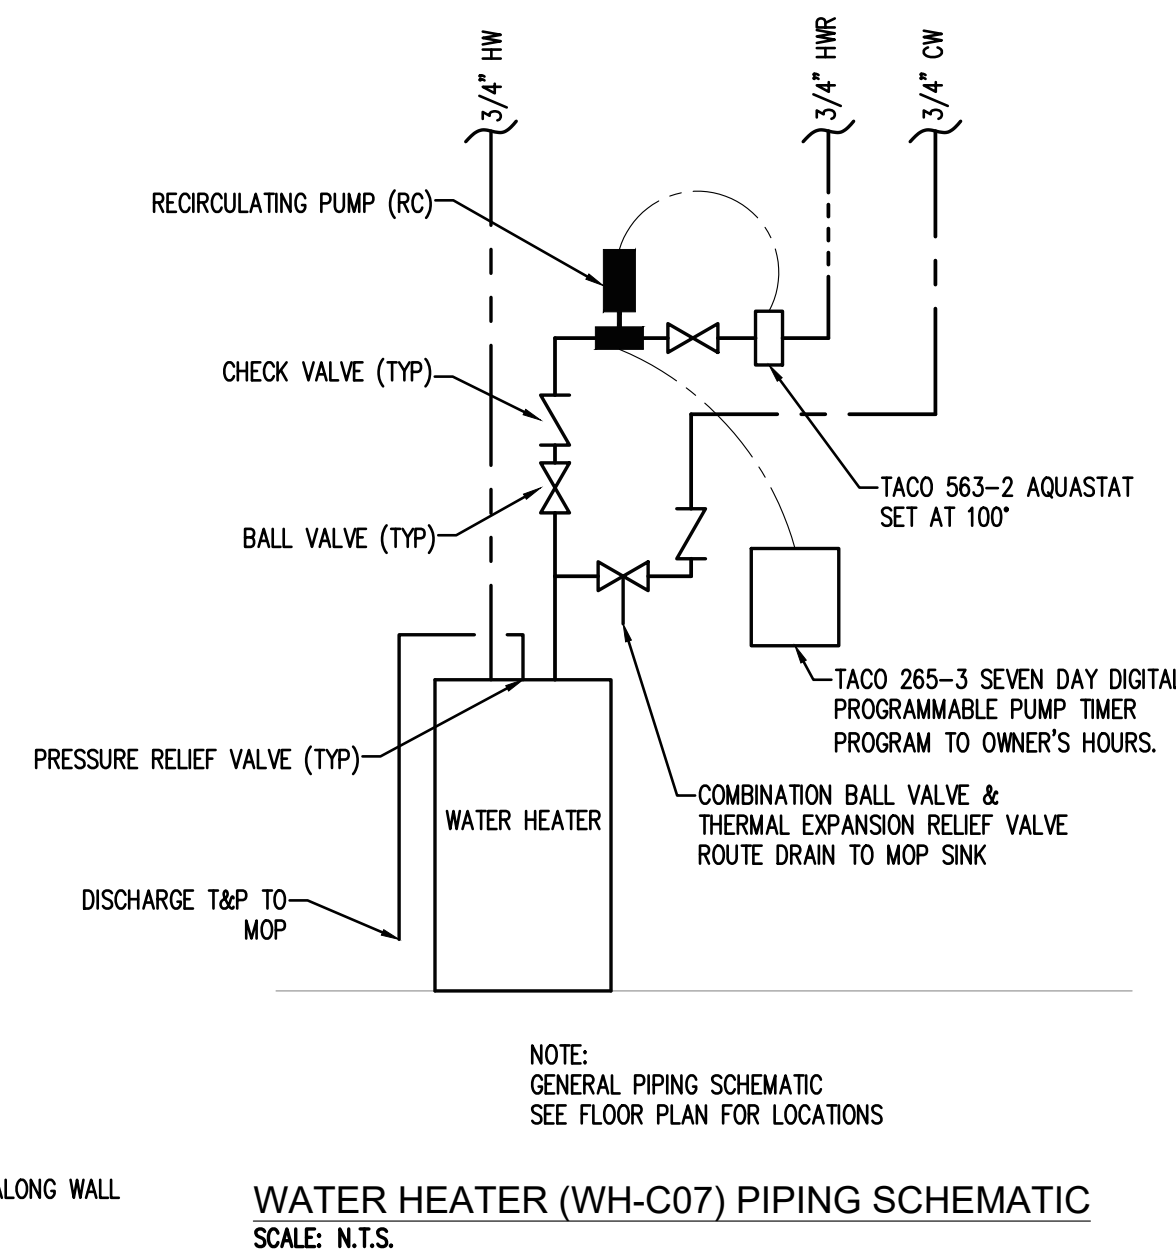 3/4" HW
3/4" HWR
3/4" CW
RECIRCULATING PUMP (RC)
CHECK VALVE (TYP)
TACO 563-2 AQUASTAT
SET AT 100°
BALL VALVE (TYP)
TACO 265-3 SEVEN DAY DIGITAL
PROGRAMMABLE PUMP TIMER
PROGRAM TO OWNER'S HOURS.
PRESSURE RELIEF VALVE (TYP)
COMBINATION BALL VALVE &
THERMAL EXPANSION RELIEF VALVE
ROUTE DRAIN TO MOP SINK
WATER HEATER
DISCHARGE T&P TO
MOP
NOTE:
GENERAL PIPING SCHEMATIC
SEE FLOOR PLAN FOR LOCATIONS
ALONG WALL
WATER HEATER (WH-C07) PIPING SCHEMATIC
SCALE: N.T.S.